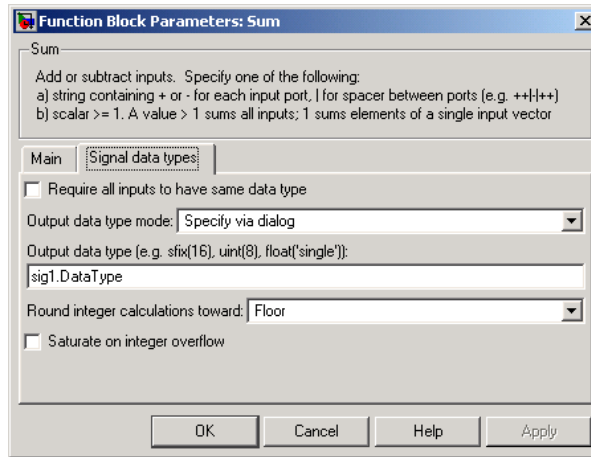 Function Block Parameters: Sum
Sum
Add or subtract inputs. Specify one of the following:
a) string containing + or - for each input port, | for spacer between ports (e.g. ++|-|++)
b) scalar >= 1. A value > 1 sums all inputs; 1 sums elements of a single input vector
Main Signal data types
Require all inputs to have same data type
Output data type mode: Specify via dialog
Output data type (e.g. sfix(16), uint(8), float('single')):
sig1.DataType
Round integer calculations toward: Floor
Saturate on integer overflow
OK Cancel Help Apply